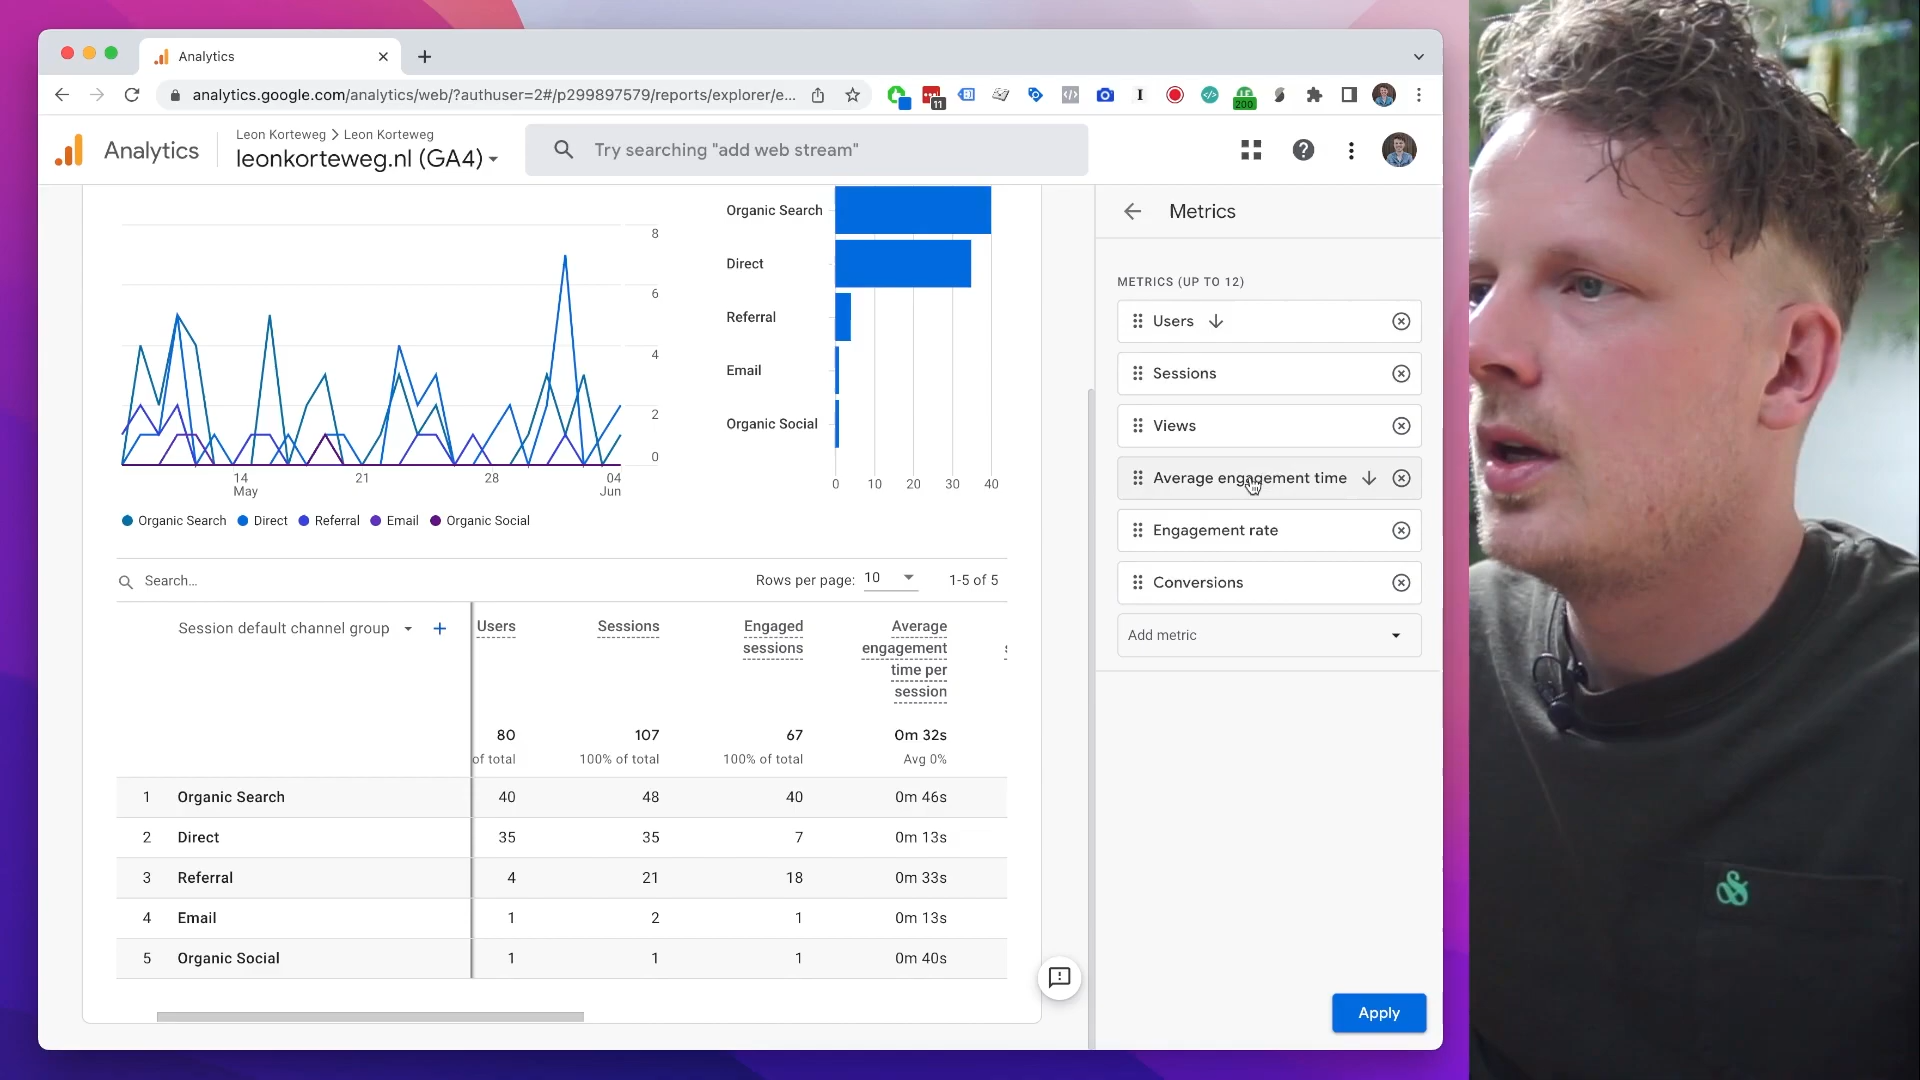 Analytics
analytics.google.com/analytics/web/?authuser=2#/p299897579/reports/explorer/e...
11
200
Analytics
Leon Korteweg > Leon Korteweg
leonkorteweg.nl (GA4)
Try searching "add web stream"
8
6
4
2
0
14
May
21
28
04
Jun
Organic Search
Direct
Referral
Email
Organic Social
Organic Search
Direct
Referral
Email
Organic Social
0
10
20
30
40
Search...
Rows per page: 10
1-5 of 5
Session default channel group
Users
Sessions
Engaged
sessions
Average
engagement
time per
session
80
107
67
0m 32s
of total
100% of total
100% of total
Avg 0%
1 Organic Search 40 48 40 0m 46s
2 Direct 35 35 7 0m 13s
3 Referral 4 21 18 0m 33s
4 Email 1 2 1 0m 13s
5 Organic Social 1 1 1 0m 40s
Metrics
METRICS (UP TO 12)
Users
Sessions
Views
Average engagement time
Engagement rate
Conversions
Add metric
Apply